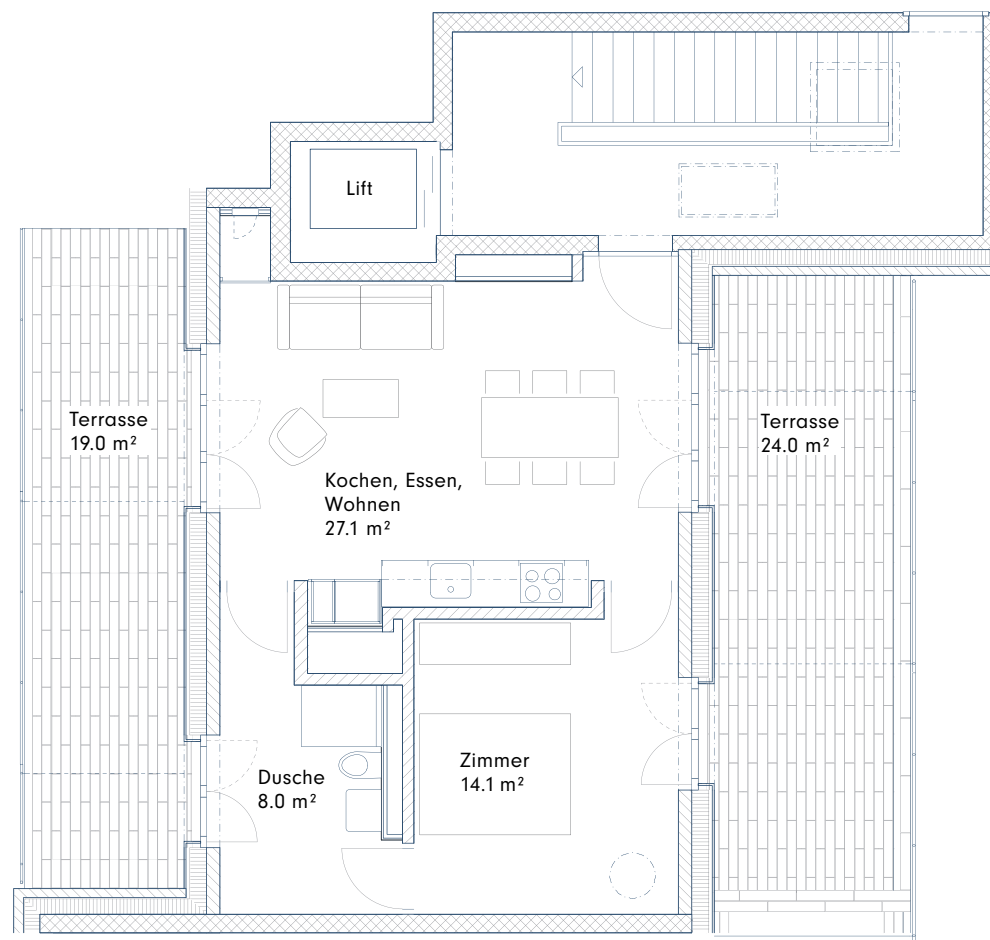 Lift
Terrasse
19.0 m²
Terrasse
24.0 m²
Kochen, Essen,
Wohnen
27.1 m²
Zimmer
14.1 m²
Dusche
8.0 m²